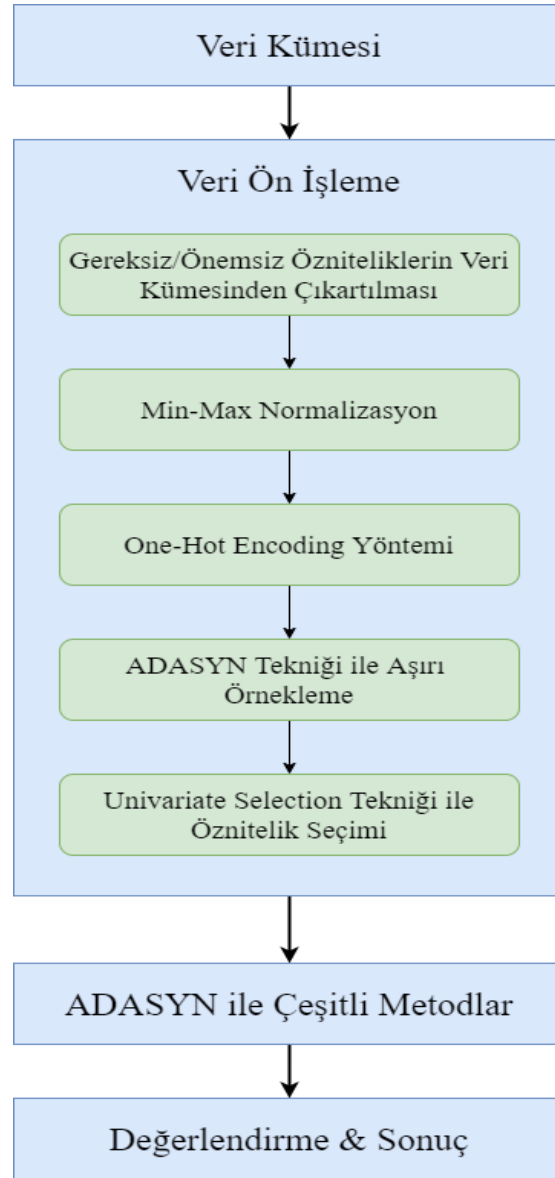 Veri Kümesi
Veri Ön İşleme
Gereksiz/Önemsiz Özniteliklerin Veri
Kümesinden Çıkartılması
Min-Max Normalizasyon
One-Hot Encoding Yöntemi
ADASYN Tekniği ile Aşırı
Örnekleme
Univariate Selection Tekniği ile
Öznitelik Seçimi
ADASYN ile Çeşitli Metodlar
Değerlendirme & Sonuç